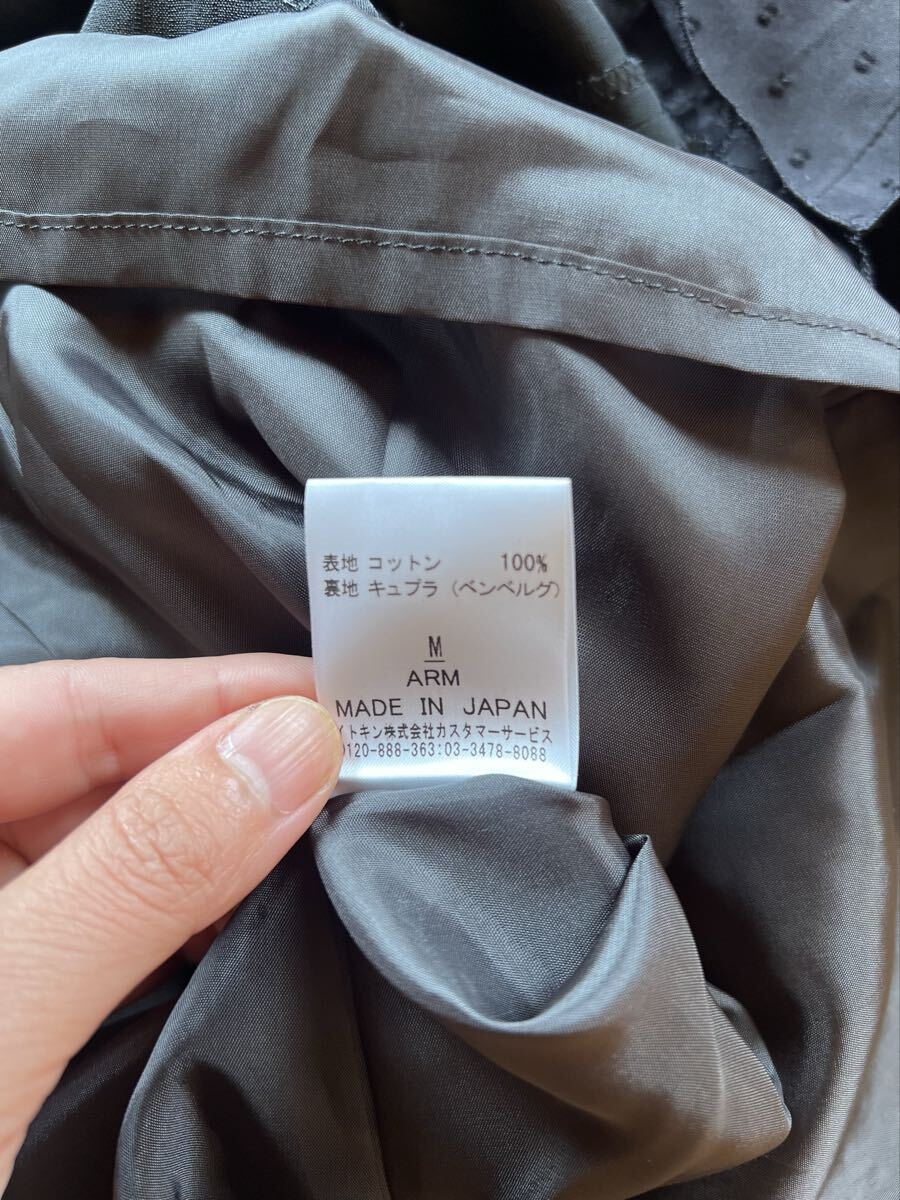 表地 コットン 100%
裏地 キュプラ (ベンベルグ)
M
ARM
MADE IN JAPAN
イトキン株式会社カスタマーサービス
0120-888-363:03-3478-8088